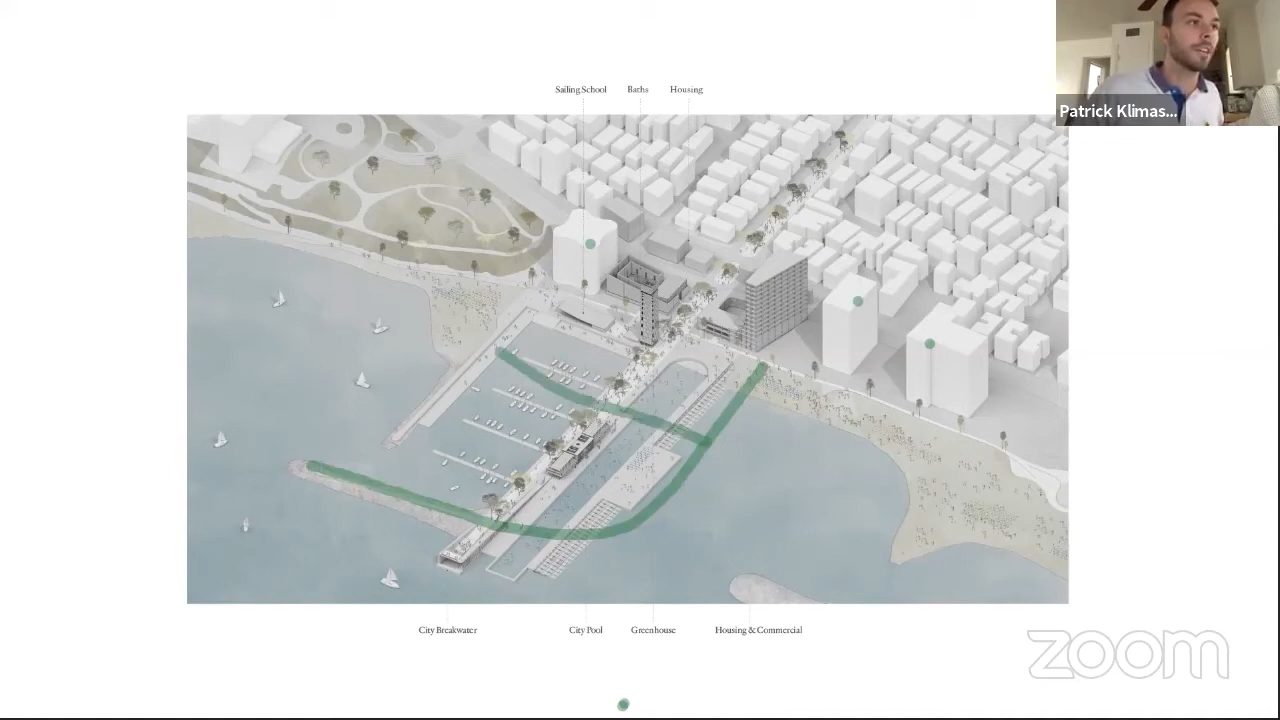 Sailing School Baths Housing
Patrick Klimas...
City Breakwater City Pool Greenhouse Housing & Commercial
zoom